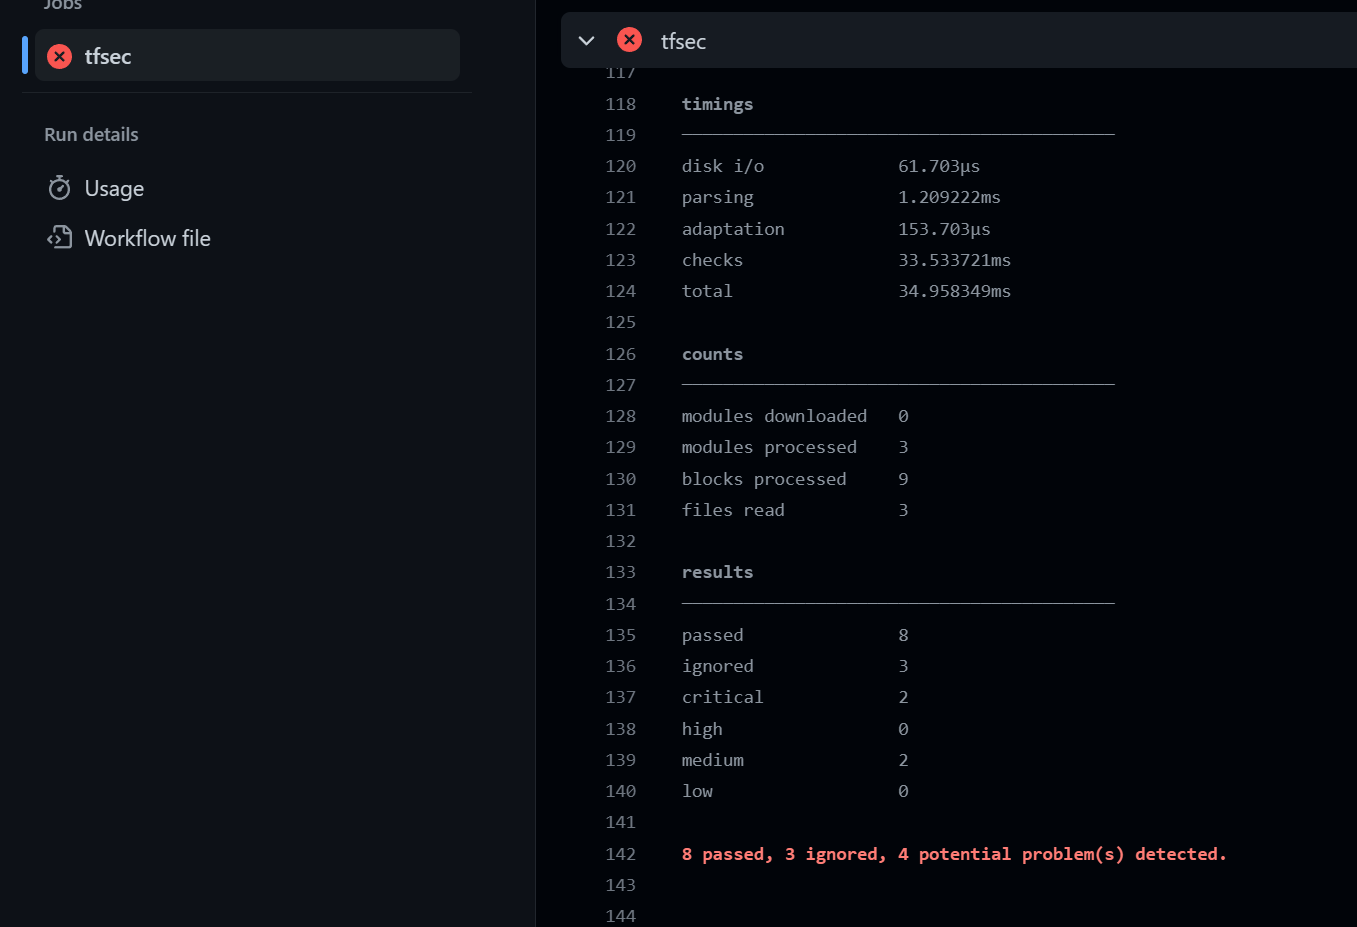 Jobs
tfsec
Run details
Usage
Workflow file
tfsec
117
118 timings
119
120 disk i/o 61.703µs
121 parsing 1.209222ms
122 adaptation 153.703µs
123 checks 33.533721ms
124 total 34.958349ms
125
126 counts
127
128 modules downloaded 0
129 modules processed 3
130 blocks processed 9
131 files read 3
132
133 results
134
135 passed 8
136 ignored 3
137 critical 2
138 high 0
139 medium 2
140 low 0
141
142 8 passed, 3 ignored, 4 potential problem(s) detected.
143
144